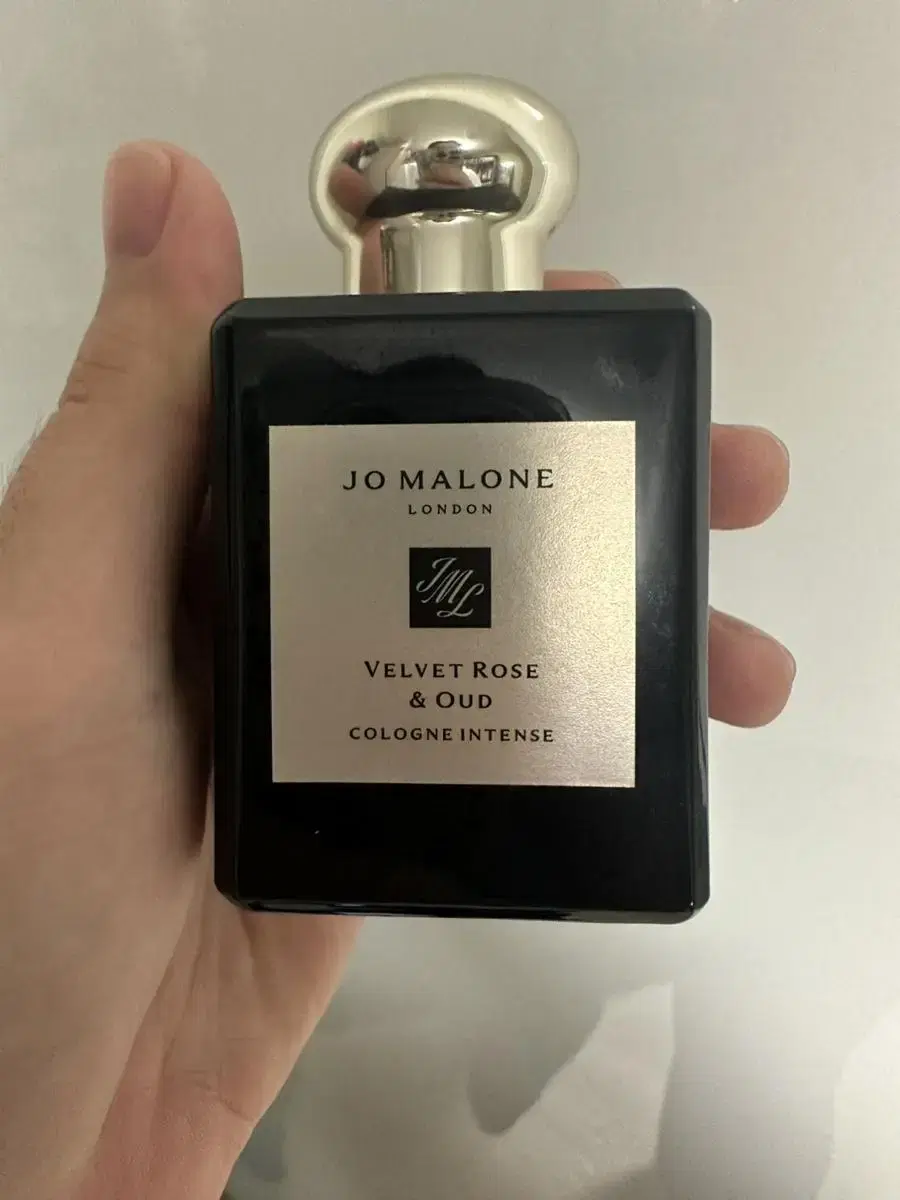 JO MALONE
LONDON
JML
VELVET ROSE
& OUD
COLOGNE INTENSE